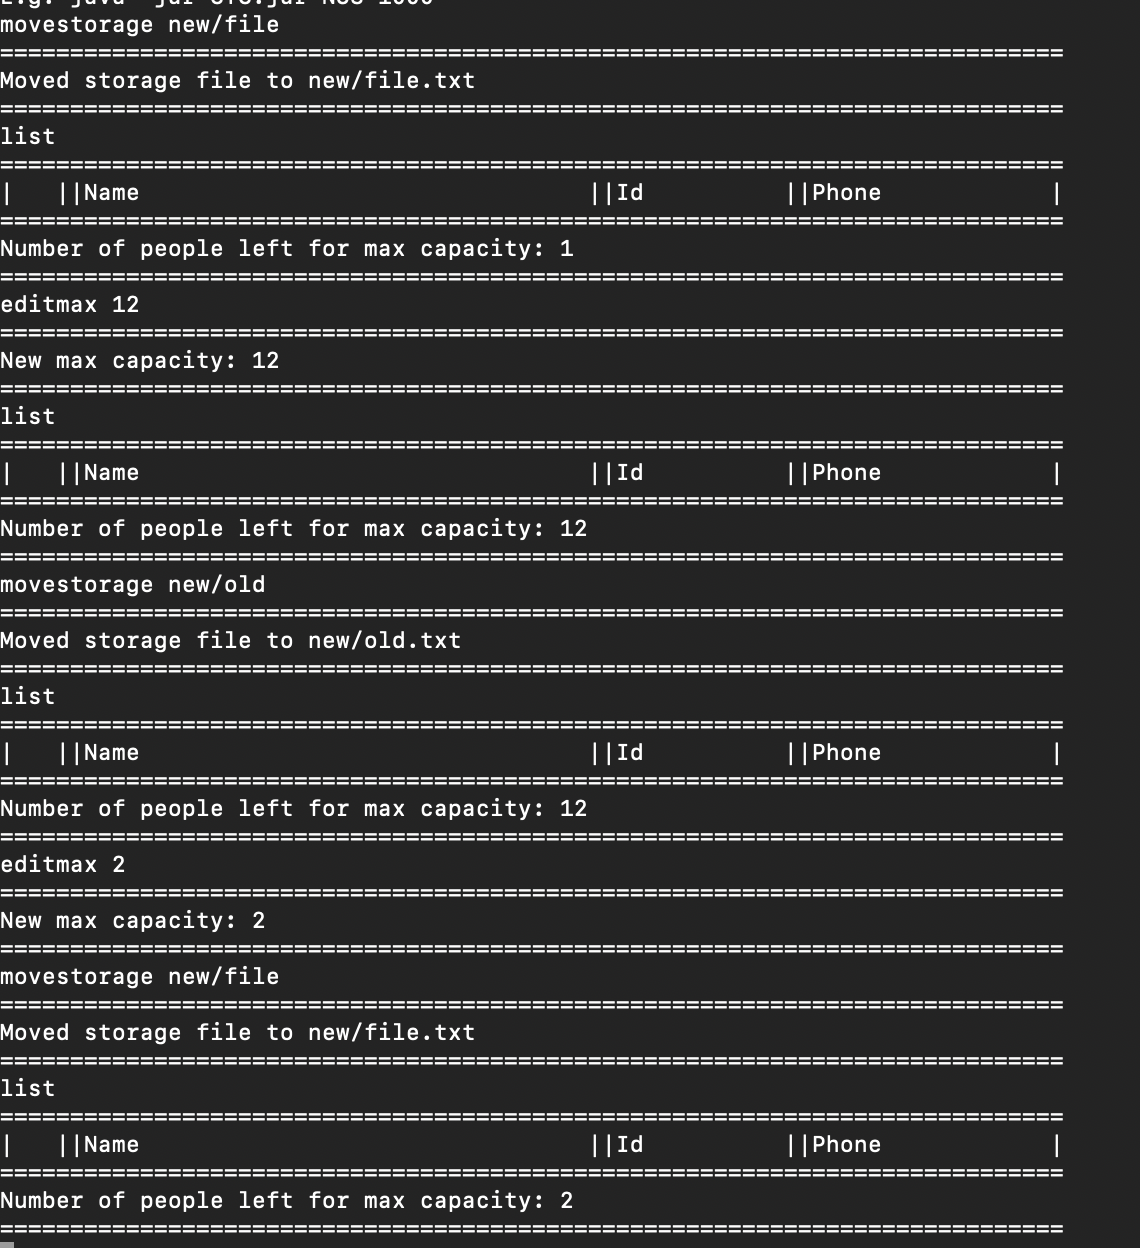 movestorage new/file
============================================================================
Moved storage file to new/file.txt
============================================================================
list
============================================================================
|   ||Name                                ||Id          ||Phone            |
============================================================================
Number of people left for max capacity: 1
============================================================================
editmax 12
============================================================================
New max capacity: 12
============================================================================
list
============================================================================
|   ||Name                                ||Id          ||Phone            |
============================================================================
Number of people left for max capacity: 12
============================================================================
movestorage new/old
============================================================================
Moved storage file to new/old.txt
============================================================================
list
============================================================================
|   ||Name                                ||Id          ||Phone            |
============================================================================
Number of people left for max capacity: 12
============================================================================
editmax 2
============================================================================
New max capacity: 2
============================================================================
movestorage new/file
============================================================================
Moved storage file to new/file.txt
============================================================================
list
============================================================================
|   ||Name                                ||Id          ||Phone            |
============================================================================
Number of people left for max capacity: 2
============================================================================